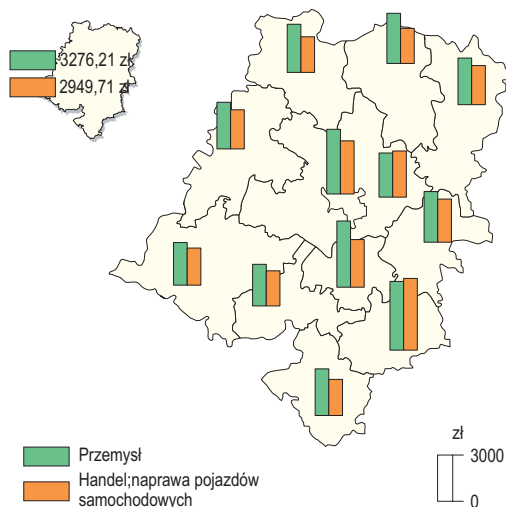 3276,21 zł
2949,71 zł
Przemysł
Handel;naprawa pojazdów
samochodowych
zł
3000
0